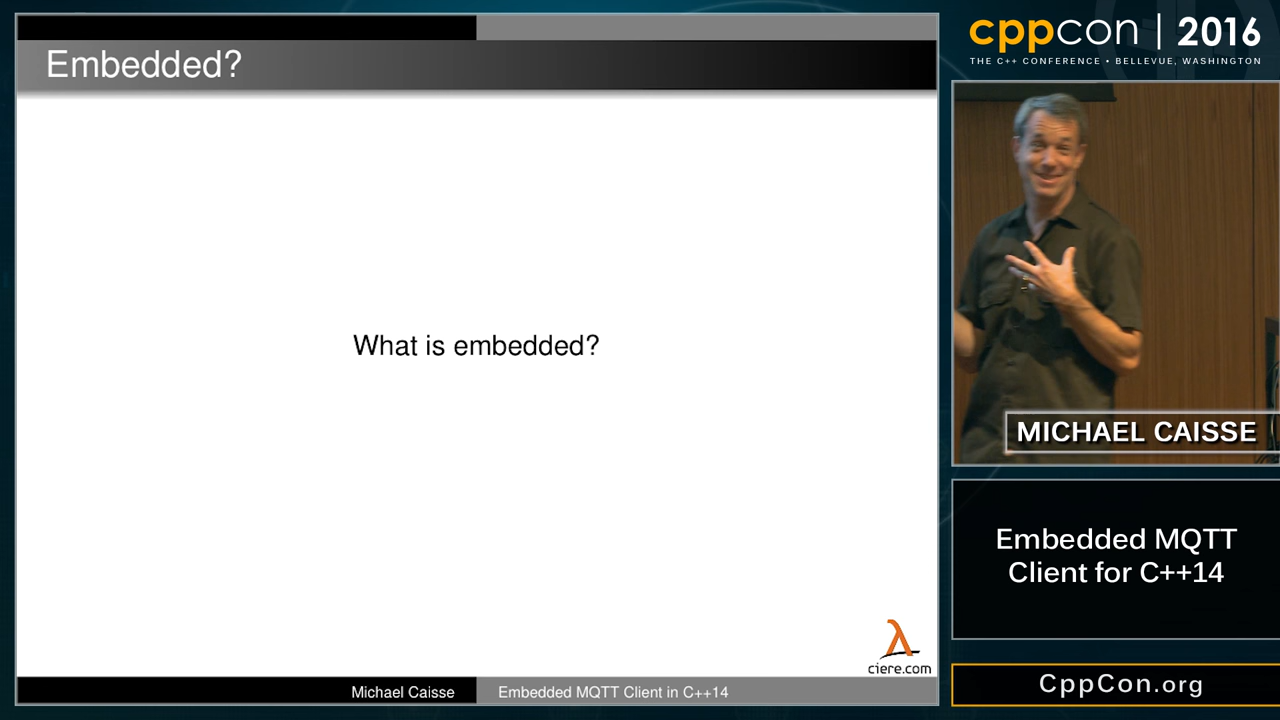 Embedded?
What is embedded?
ciere.com
Michael Caisse
Embedded MQTT Client in C++14
cppcon | 2016
THE C++ CONFERENCE • BELLEVUE, WASHINGTON
MICHAEL CAISSE
Embedded MQTT
Client for C++14
CppCon.org